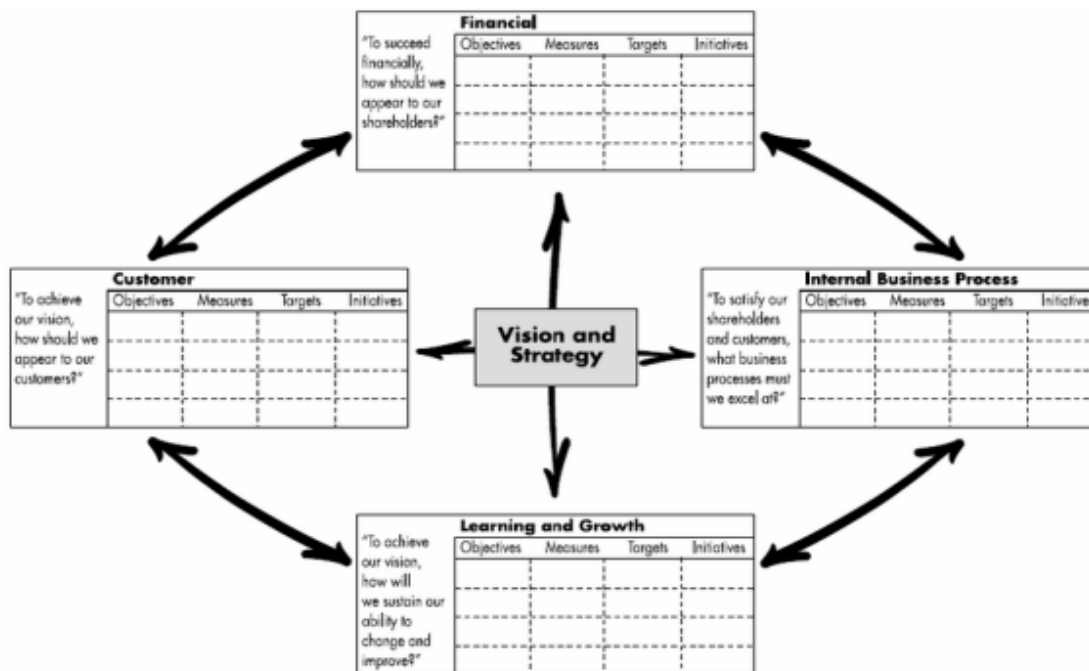 Financial
"To succeed
financially,
how should we
appear to our
shareholders?"
Objectives Measures Targets Initiatives
Customer
"To achieve
our vision,
how should we
appear to our
customers?"
Objectives Measures Targets Initiatives
Vision and
Strategy
Internal Business Process
"To satisfy our
shareholders
and customers,
what business
processes must
we excel at?"
Objectives Measures Targets Initiatives
Learning and Growth
"To achieve
our vision,
how will
we sustain our
ability to
change and
improve?"
Objectives Measures Targets Initiatives